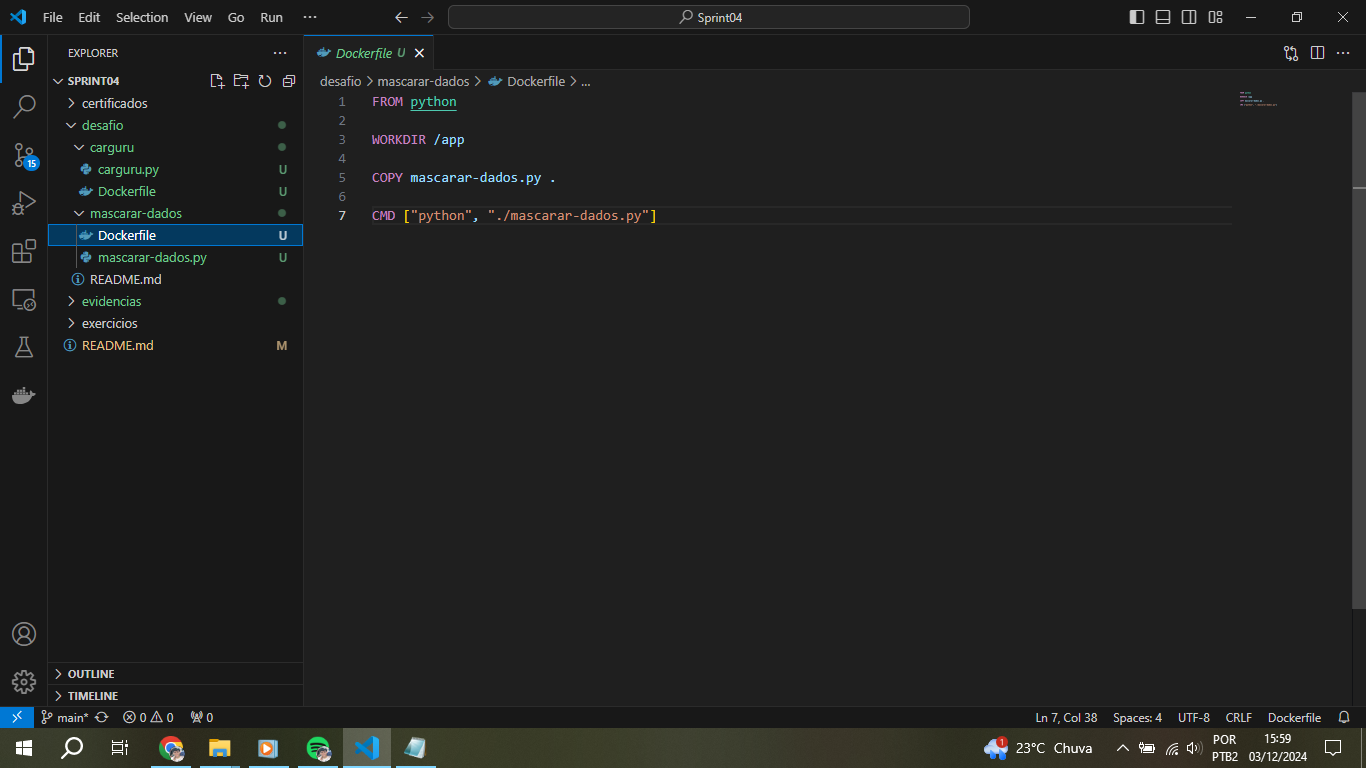 File Edit Selection View Go Run ··· Sprint04
EXPLORER ···
SPRINT04
certificados
desafio
carguru
carguru.py U
Dockerfile U
mascarar-dados
Dockerfile U
mascarar-dados.py U
README.md
evidencias
exercicios
README.md M
OUTLINE
TIMELINE
15
Dockerfile U
desafio > mascarar-dados > Dockerfile > ...
1 FROM python
2
3 WORKDIR /app
4
5 COPY mascarar-dados.py .
6
7 CMD ["python", "./mascarar-dados.py"]
main* 0 0 0 Ln 7, Col 38 Spaces: 4 UTF-8 CRLF Dockerfile
1 23°C Chuva POR 15:59
PTB2 03/12/2024